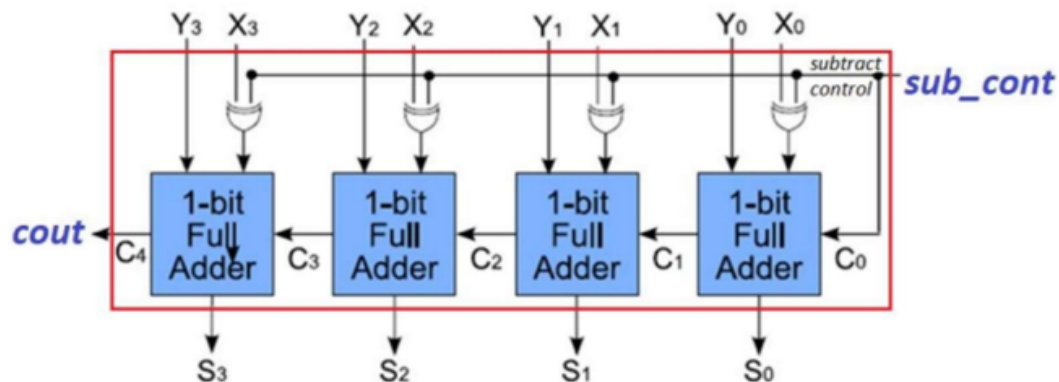 Y3 X3 Y2 X2 Y1 X1 Y0 X0
subtract
control
sub_cont
1-bit Full Adder
1-bit Full Adder
1-bit Full Adder
1-bit Full Adder
cout
C4 C3 C2 C1 C0
S3 S2 S1 S0